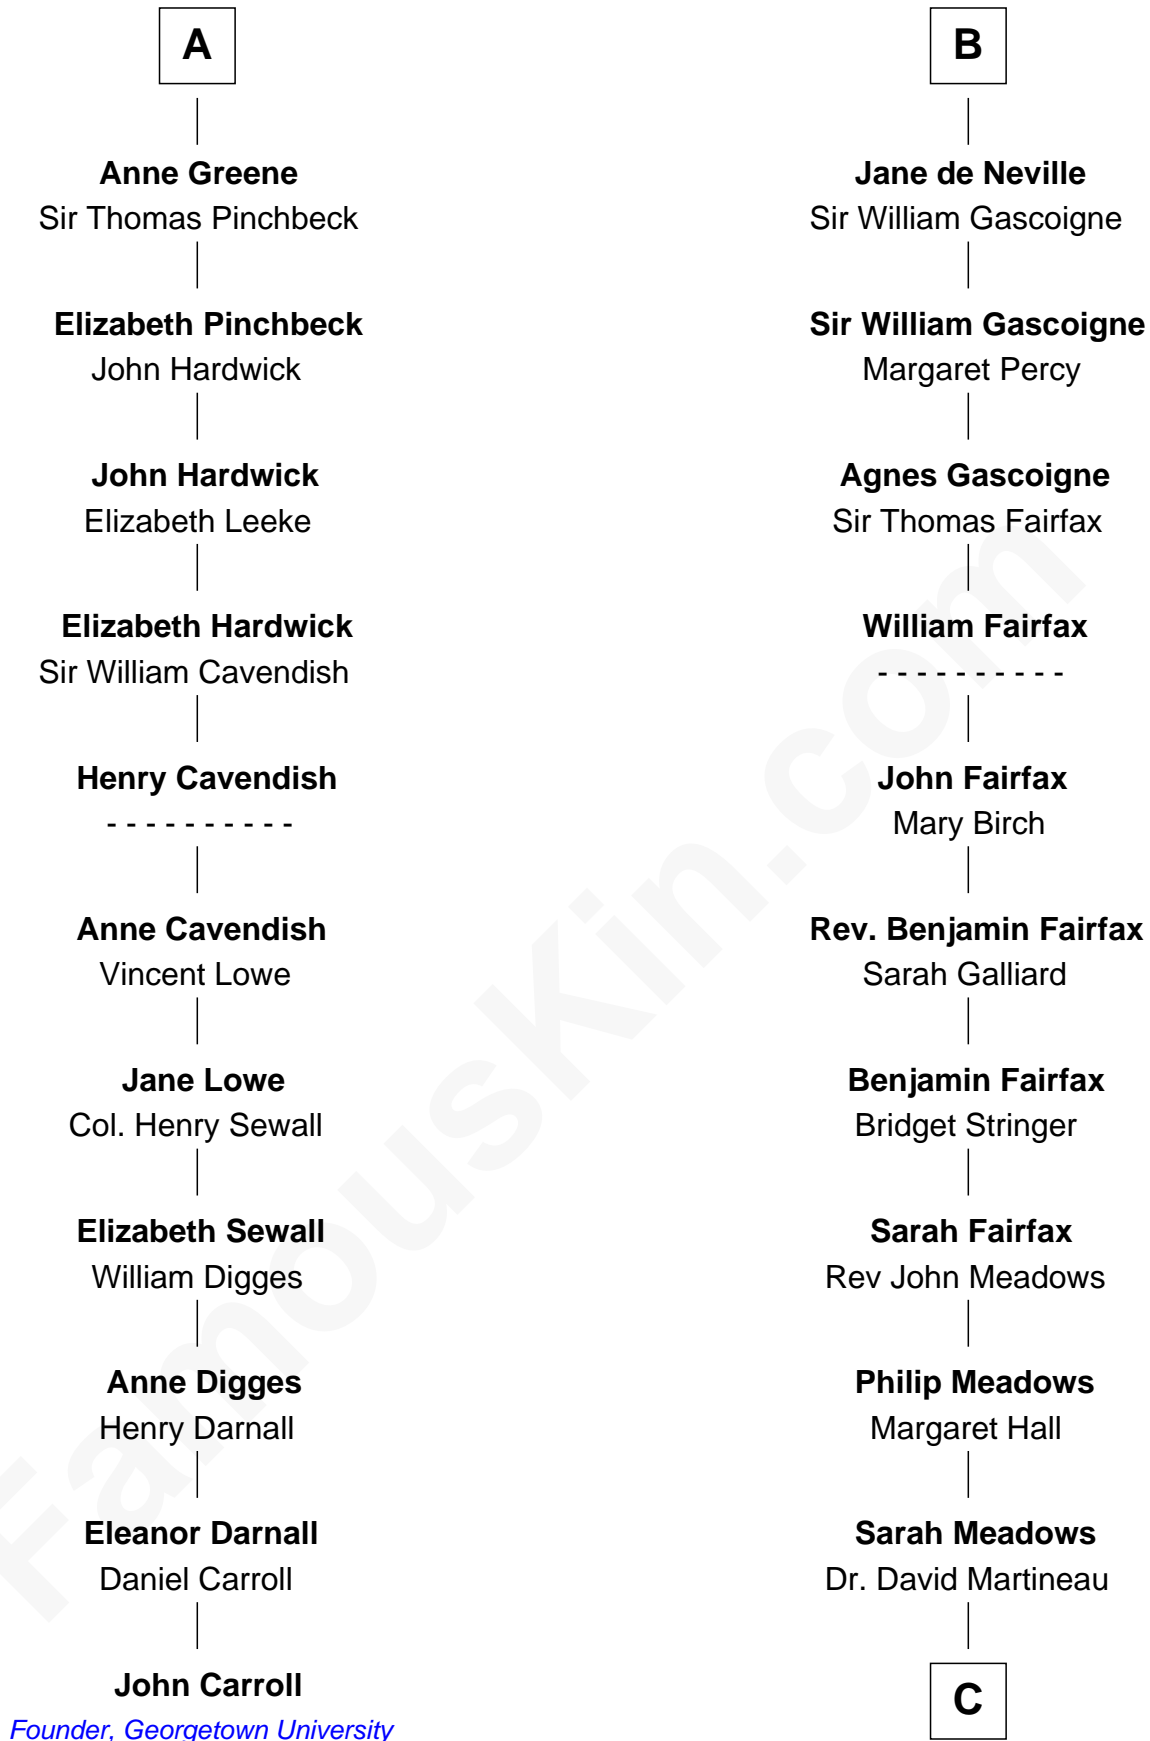 A
Anne Greene
Sir Thomas Pinchbeck
Elizabeth Pinchbeck
John Hardwick
John Hardwick
Elizabeth Leeke
Elizabeth Hardwick
Sir William Cavendish
Henry Cavendish
- - - - - - - - - -
Anne Cavendish
Vincent Lowe
Jane Lowe
Col. Henry Sewall
Elizabeth Sewall
William Digges
Anne Digges
Henry Darnall
Eleanor Darnall
Daniel Carroll
John Carroll
Founder, Georgetown University
B
Jane de Neville
Sir William Gascoigne
Sir William Gascoigne
Margaret Percy
Agnes Gascoigne
Sir Thomas Fairfax
William Fairfax
- - - - - - - - - -
John Fairfax
Mary Birch
Rev. Benjamin Fairfax
Sarah Galliard
Benjamin Fairfax
Bridget Stringer
Sarah Fairfax
Rev John Meadows
Philip Meadows
Margaret Hall
Sarah Meadows
Dr. David Martineau
C
FamousKin.com